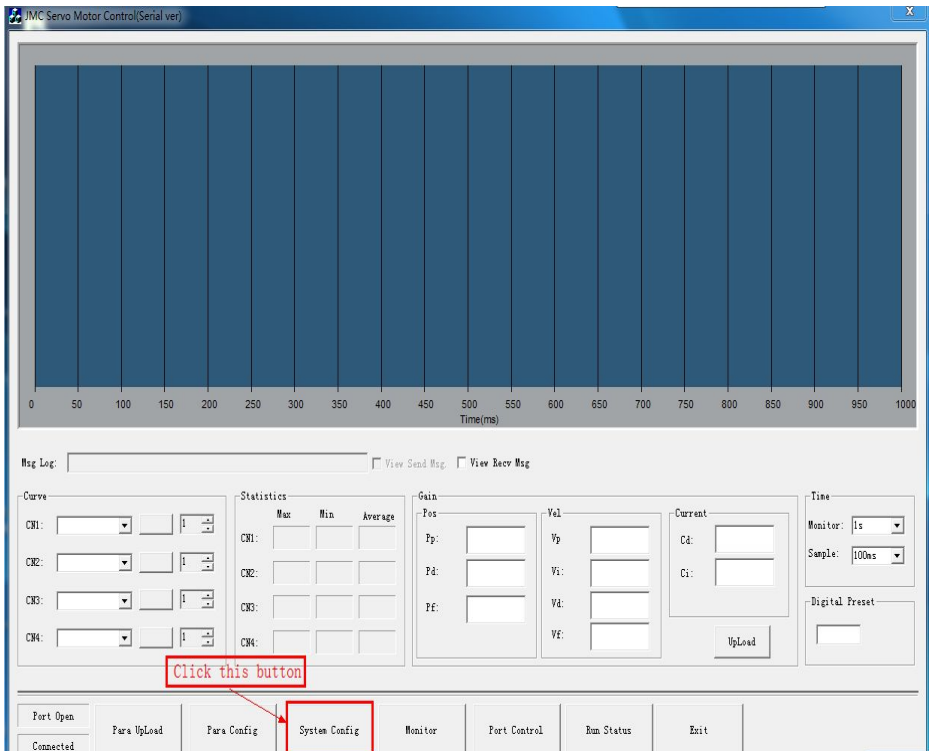 JMC Servo Motor Control(Serial ver)
X
0 50 100 150 200 250 300 350 400 450 500 550 600 650 700 750 800 850 900 950 1000
Time(ms)
Msg Log: View Send Msg. View Recv Msg
Curve Statistics Gain Time
Max Min Average Pos Vel Current
CN1: 1 CN1: Pp: Vp Cd: Monitor: 1s
CN2: 1 CN2: Pd: Vi: Ci: Sample: 100ms
CN3: 1 CN3: Pf: Vd: Digital Preset
CN4: 1 CN4: Vf: UpLoad
Click this button
Port Open
Para UpLoad Para Config System Config Monitor Port Control Run Status Exit
Connected